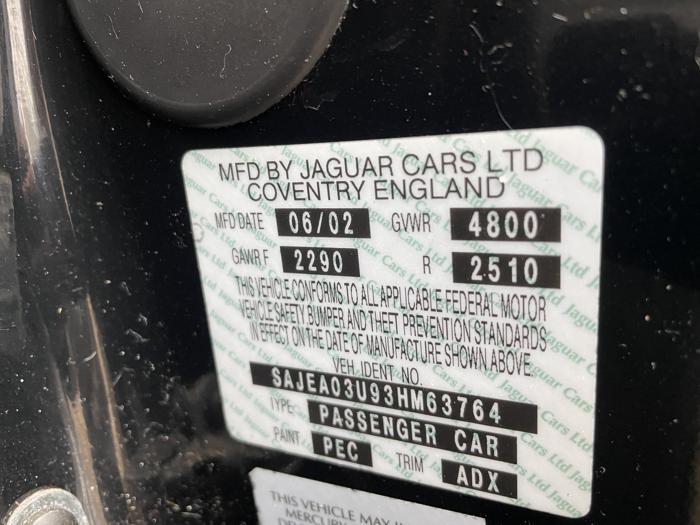 MFD BY JAGUAR CARS LTD
COVENTRY ENGLAND
MFD DATE 06/02 GVWR 4800
GAWR F 2290 R 2510
THIS VEHICLE CONFORMS TO ALL APPLICABLE FEDERAL MOTOR
VEHICLE SAFETY BUMPER AND THEFT PREVENTION STANDARDS
IN EFFECT ON THE DATE OF MANUFACTURE SHOWN ABOVE.
VEH. IDENT NO.
SAJEA03U93HM63764
TYPE PASSENGER CAR
PAINT PEC TRIM ADX
THIS VEHICLE MAY
MERCURY